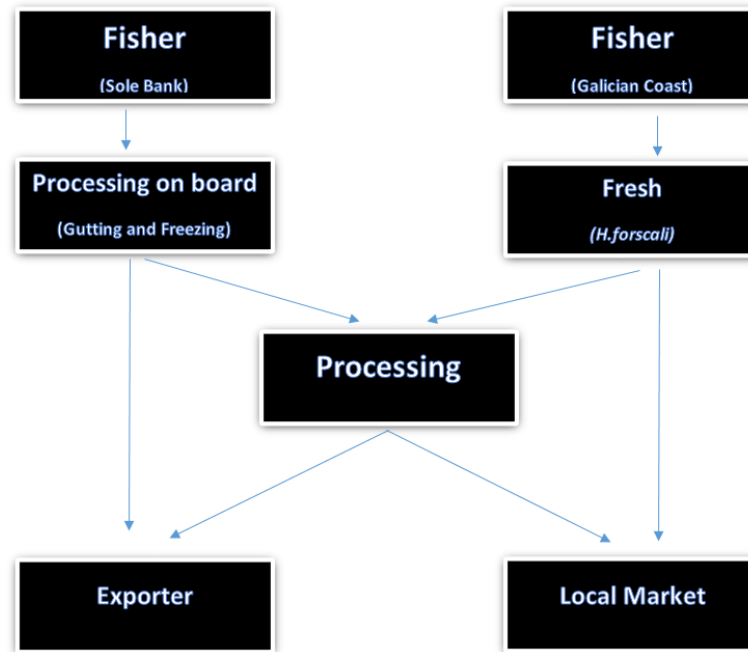 Fisher
(Sole Bank)
Fisher
(Galician Coast)
Processing on board
(Gutting and Freezing)
Fresh
(H.forscali)
Processing
Exporter
Local Market